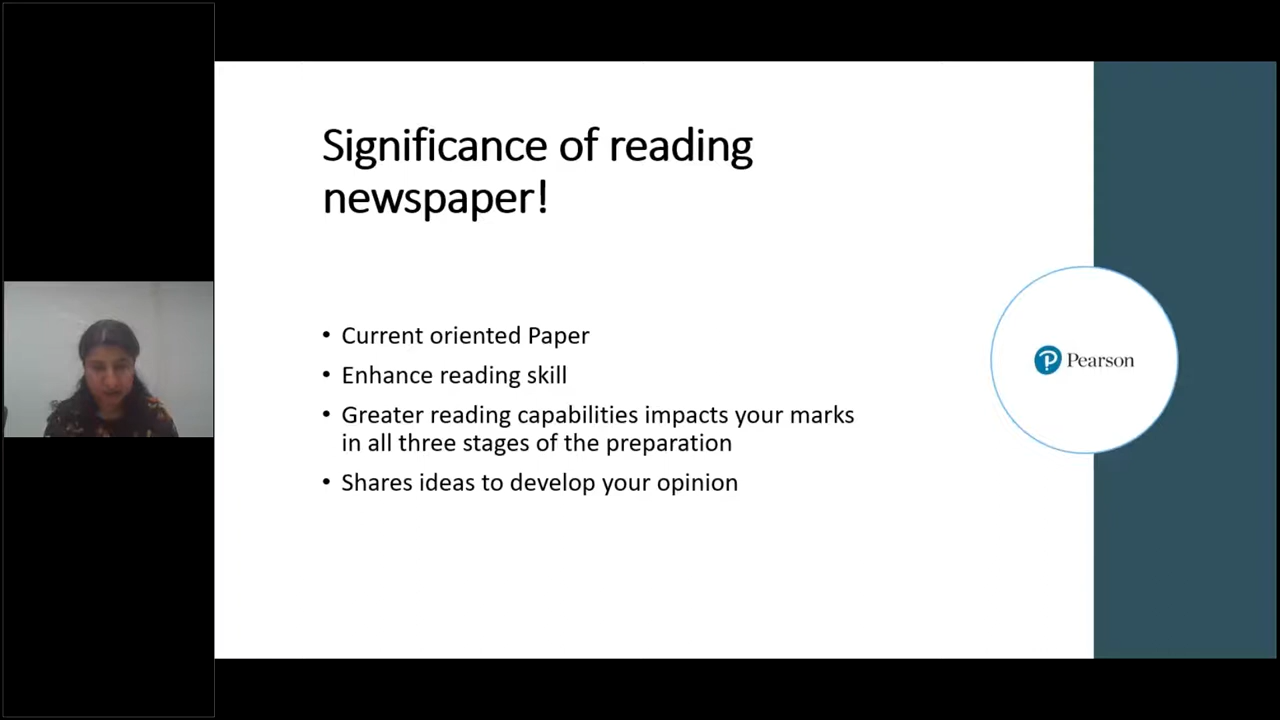 Significance of reading
newspaper!
• Current oriented Paper
• Enhance reading skill
• Greater reading capabilities impacts your marks
in all three stages of the preparation
• Shares ideas to develop your opinion
Pearson